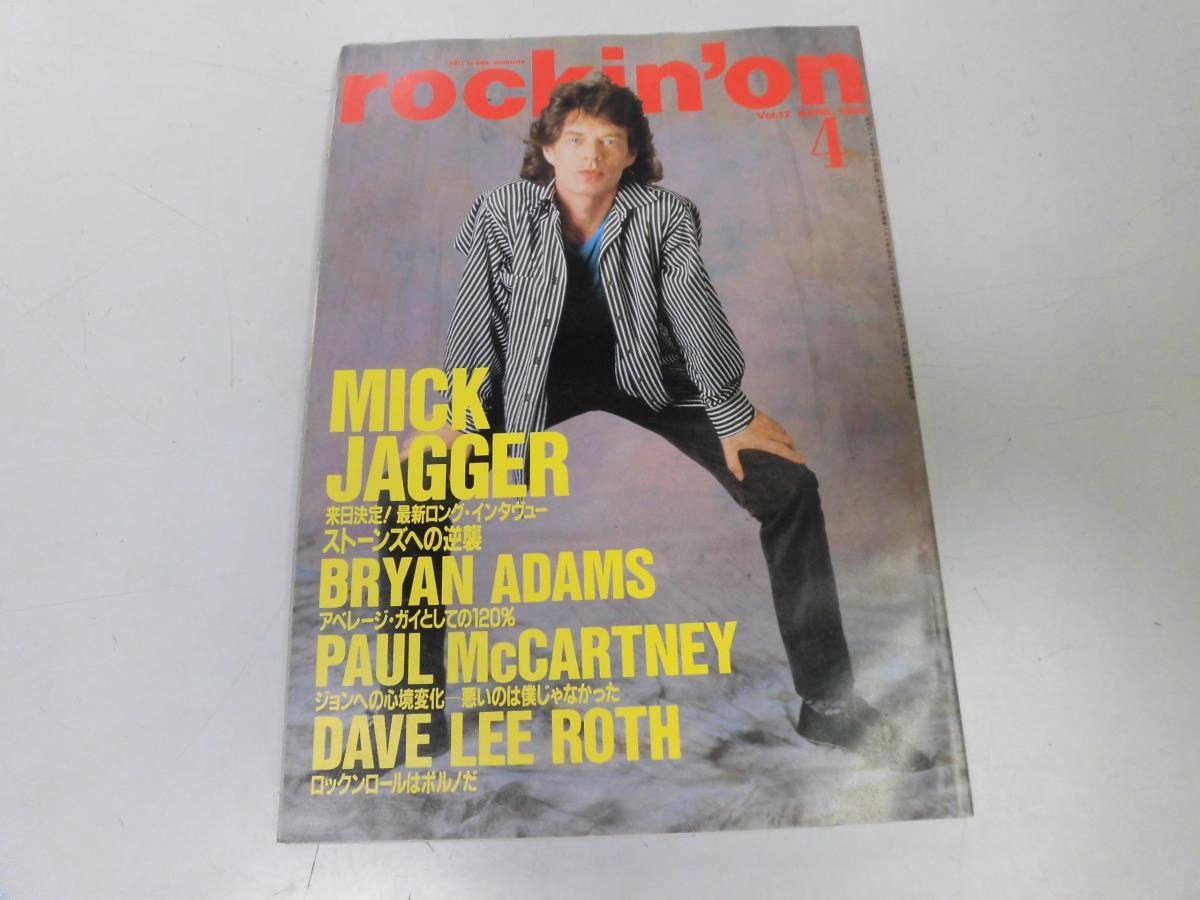 rockin'on
Vol.17
4
MICK
JAGGER
来日決定! 最新ロング・インタヴュー
ストーンズへの逆襲
BRYAN ADAMS
アベレージ・ガイとしての120%
PAUL McCARTNEY
ジョンへの心境変化—悪いのは僕じゃなかった
DAVE LEE ROTH
ロックンロールはポルノだ